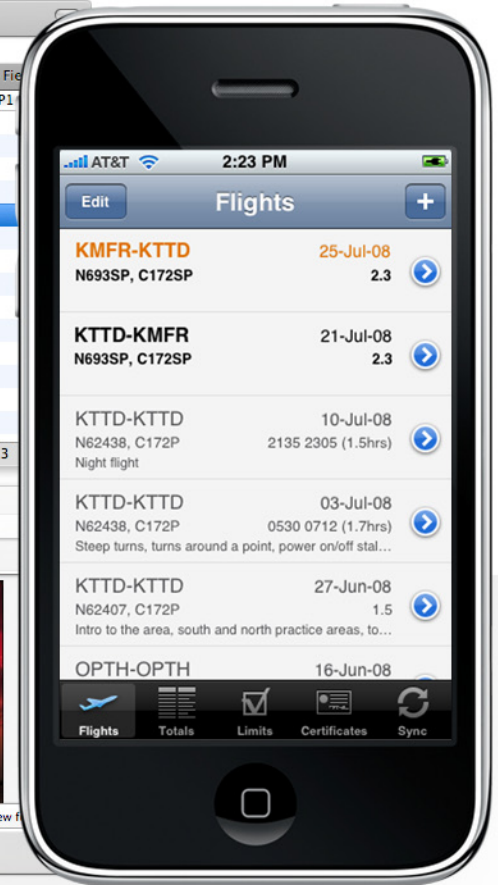 Fie
P1
AT&T 2:23 PM
Edit Flights +
KMFR-KTTD 25-Jul-08
N693SP, C172SP 2.3
KTTD-KMFR 21-Jul-08
N693SP, C172SP 2.3
KTTD-KTTD 10-Jul-08
N62438, C172P 2135 2305 (1.5hrs)
Night flight
KTTD-KTTD 03-Jul-08
N62438, C172P 0530 0712 (1.7hrs)
Steep turns, turns around a point, power on/off stal...
KTTD-KTTD 27-Jun-08
N62407, C172P 1.5
Intro to the area, south and north practice areas, to...
3
OPTH-OPTH 16-Jun-08
Flights Totals Limits Certificates Sync
ew f